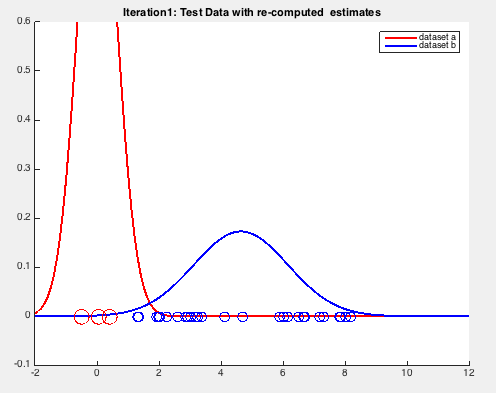 Iteration1: Test Data with re-computed  estimates
0.6
dataset a
dataset b
0.5
0.4
0.3
0.2
0.1
0
-0.1
-2 0 2 4 6 8 10 12